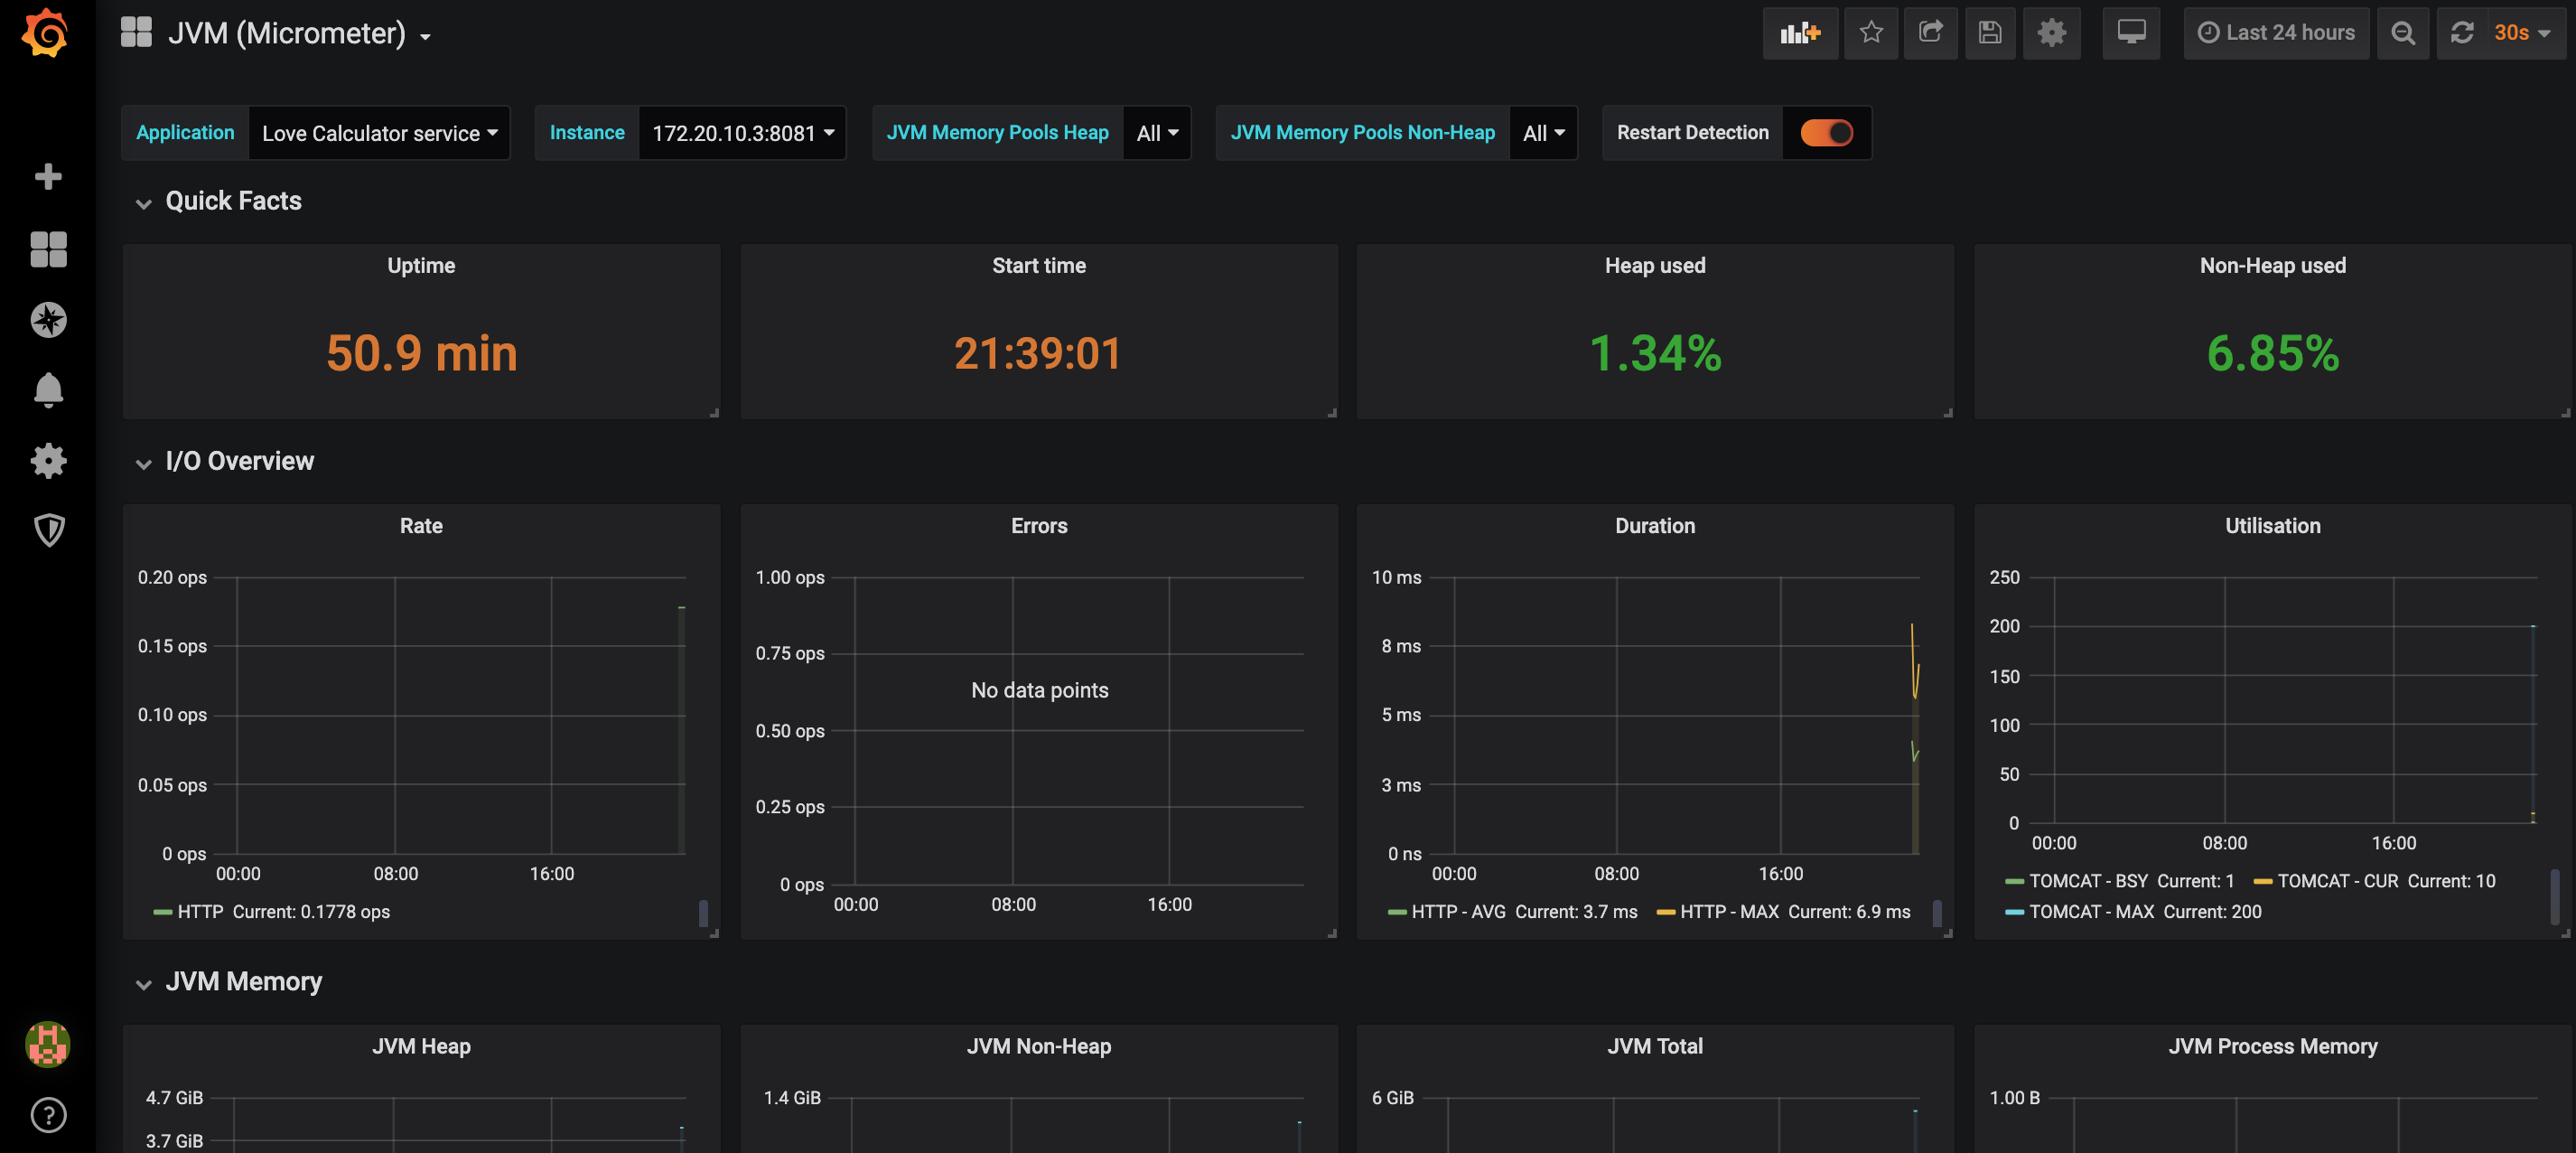 JVM (Micrometer)
Last 24 hours
30s
Application
Love Calculator service
Instance
172.20.10.3:8081
JVM Memory Pools Heap
All
JVM Memory Pools Non-Heap
All
Restart Detection
Quick Facts
Uptime
50.9 min
Start time
21:39:01
Heap used
1.34%
Non-Heap used
6.85%
I/O Overview
Rate
0.20 ops
0.15 ops
0.10 ops
0.05 ops
0 ops
00:00 08:00 16:00
HTTP Current: 0.1778 ops
Errors
1.00 ops
0.75 ops
No data points
0.50 ops
0.25 ops
0 ops
00:00 08:00 16:00
Duration
10 ms
8 ms
5 ms
3 ms
0 ns
00:00 08:00 16:00
HTTP - AVG Current: 3.7 ms HTTP - MAX Current: 6.9 ms
Utilisation
250
200
150
100
50
0
00:00 08:00 16:00
TOMCAT - BSY Current: 1 TOMCAT - CUR Current: 10
TOMCAT - MAX Current: 200
JVM Memory
JVM Heap
4.7 GiB
3.7 GiB
JVM Non-Heap
1.4 GiB
JVM Total
6 GiB
JVM Process Memory
1.00 B
?